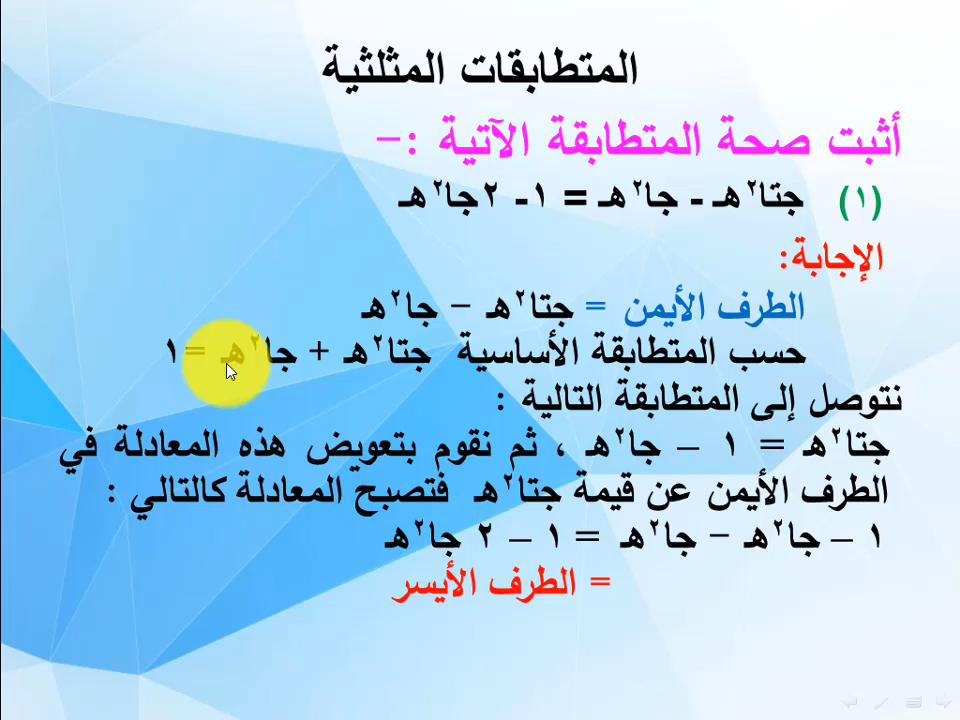 المتطابقات المثلثية
أثبت صحة المتطابقة الآتية :-
(١) جتا٢هـ - جا٢هـ = ١- ٢جا٢هـ
الإجابة:
الطرف الأيمن = جتا٢هـ – جا٢هـ
حسب المتطابقة الأساسية جتا٢هـ + جا٢هـ =١
نتوصل إلى المتطابقة التالية :
جتا٢هـ = ١ – جا٢هـ ، ثم نقوم بتعويض هذه المعادلة في
الطرف الأيمن عن قيمة جتا٢هـ فتصبح المعادلة كالتالي :
١ – جا٢هـ – جا٢هـ = ١ – ٢ جا٢هـ
= الطرف الأيسر